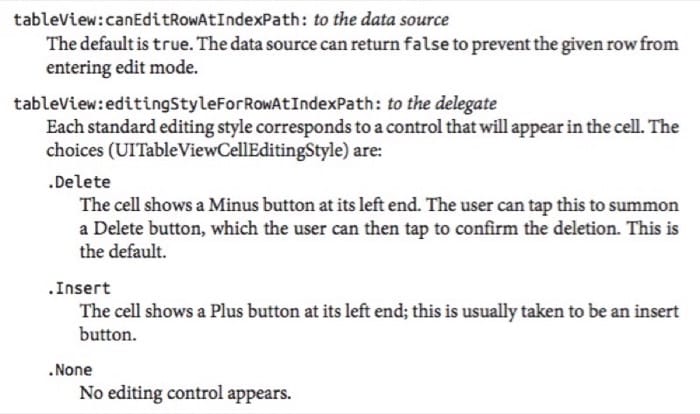 tableView:canEditRowAtIndexPath: to the data source
The default is true. The data source can return false to prevent the given row from
entering edit mode.
tableView:editingStyleForRowAtIndexPath: to the delegate
Each standard editing style corresponds to a control that will appear in the cell. The
choices (UITableViewCellEditingStyle) are:
.Delete
The cell shows a Minus button at its left end. The user can tap this to summon
a Delete button, which the user can then tap to confirm the deletion. This is
the default.
.Insert
The cell shows a Plus button at its left end; this is usually taken to be an insert
button.
.None
No editing control appears.